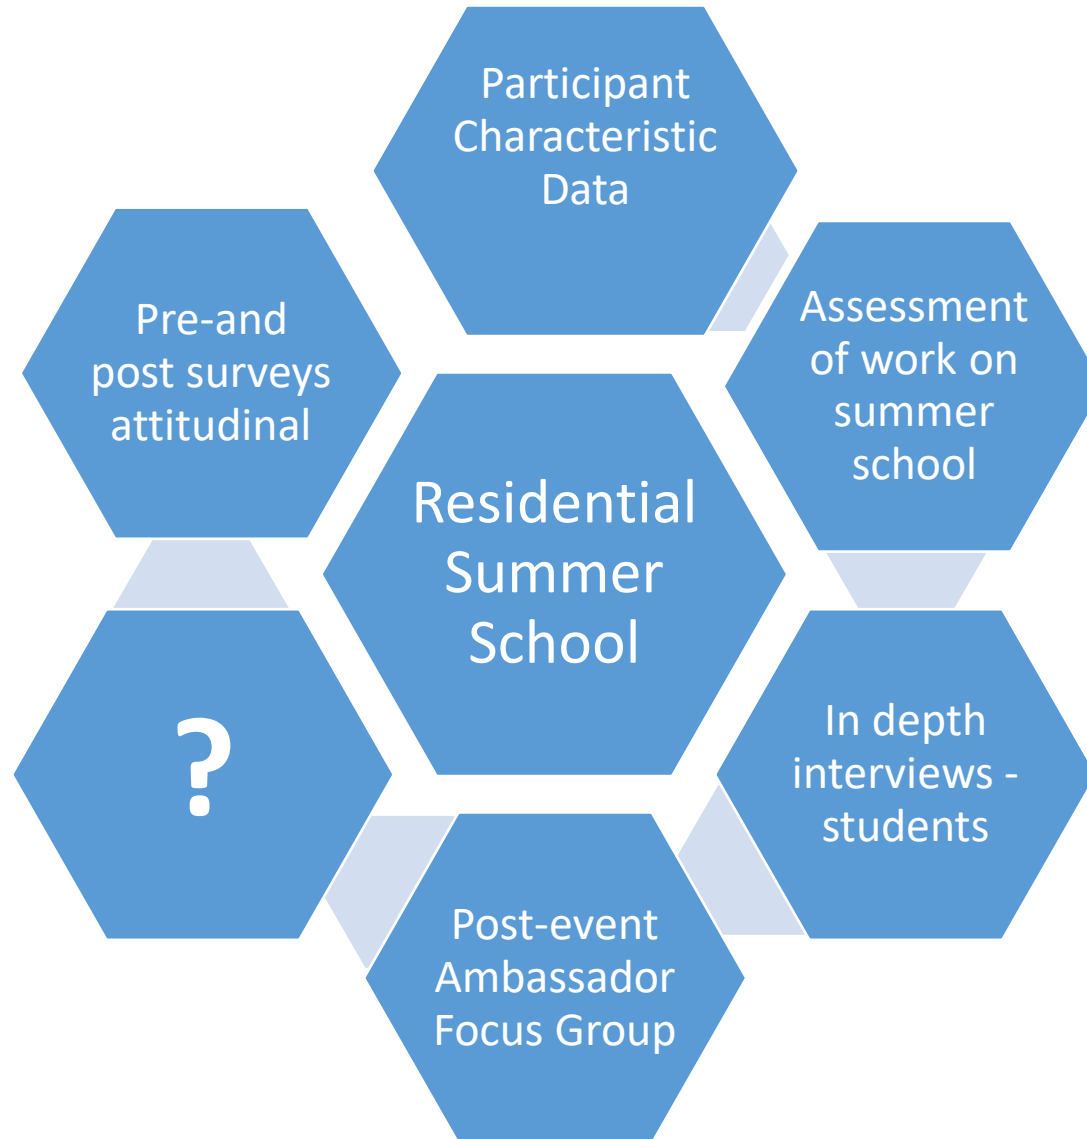 Participant
Characteristic
Data
Assessment
of work on
summer
school
In depth
interviews -
students
Post-event
Ambassador
Focus Group
?
Pre-and
post surveys
attitudinal
Residential
Summer
School